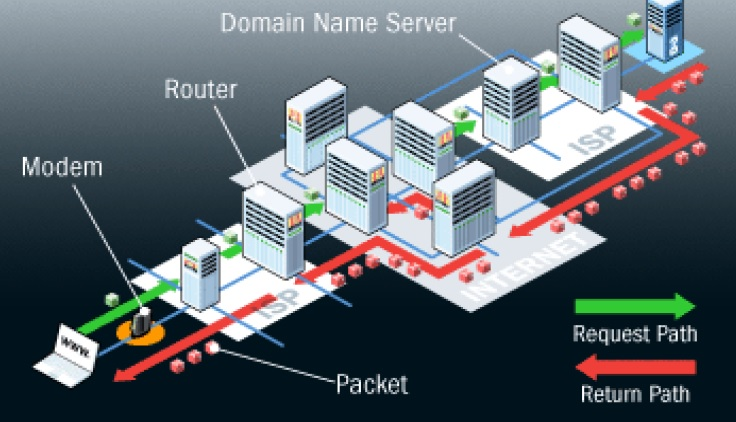 Domain Name Server
Router
Modem
ISP
INTERNET
ISP
www.
Request Path
Packet
Return Path